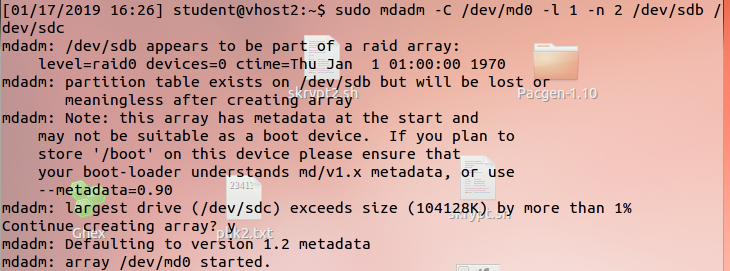 [01/17/2019 16:26] student@vhost2:~$ sudo mdadm -C /dev/md0 -l 1 -n 2 /dev/sdb /
dev/sdc
mdadm: /dev/sdb appears to be part of a raid array:
    level=raid0 devices=0 ctime=Thu Jan  1 01:00:00 1970
mdadm: partition table exists on /dev/sdb but will be lost or
       meaningless after creating array
mdadm: Note: this array has metadata at the start and
    may not be suitable as a boot device.  If you plan to
    store '/boot' on this device please ensure that
    your boot-loader understands md/v1.x metadata, or use
    --metadata=0.90
mdadm: largest drive (/dev/sdc) exceeds size (104128K) by more than 1%
Continue creating array? y
mdadm: Defaulting to version 1.2 metadata
mdadm: array /dev/md0 started.
skrypt2.sh
Pacgen-1.10
Ghex
skrypt.sh